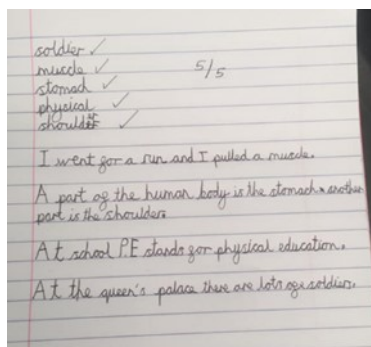 soldier ✓
muscle ✓
stomach ✓
physical ✓
shoulder ✓
5/5
I went for a run and I pulled a muscle.
A part of the human body is the stomach another
part is the shoulder.
At school P.E stands for physical education.
At the queen's palace there are lots of soldiers.